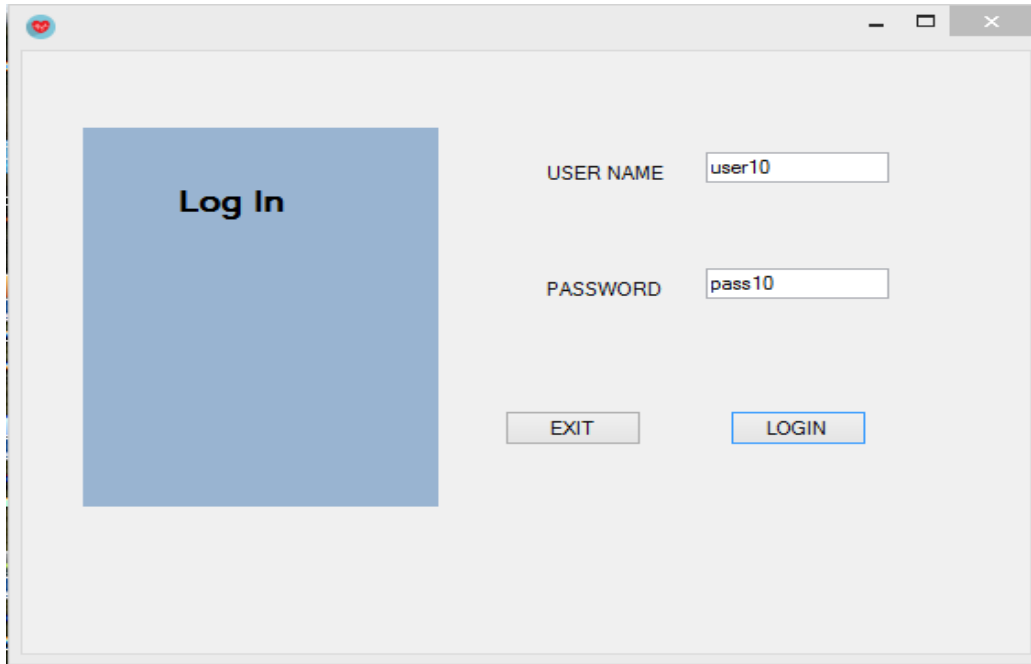 Log In
USER NAME
user10
PASSWORD
pass10
EXIT
LOGIN